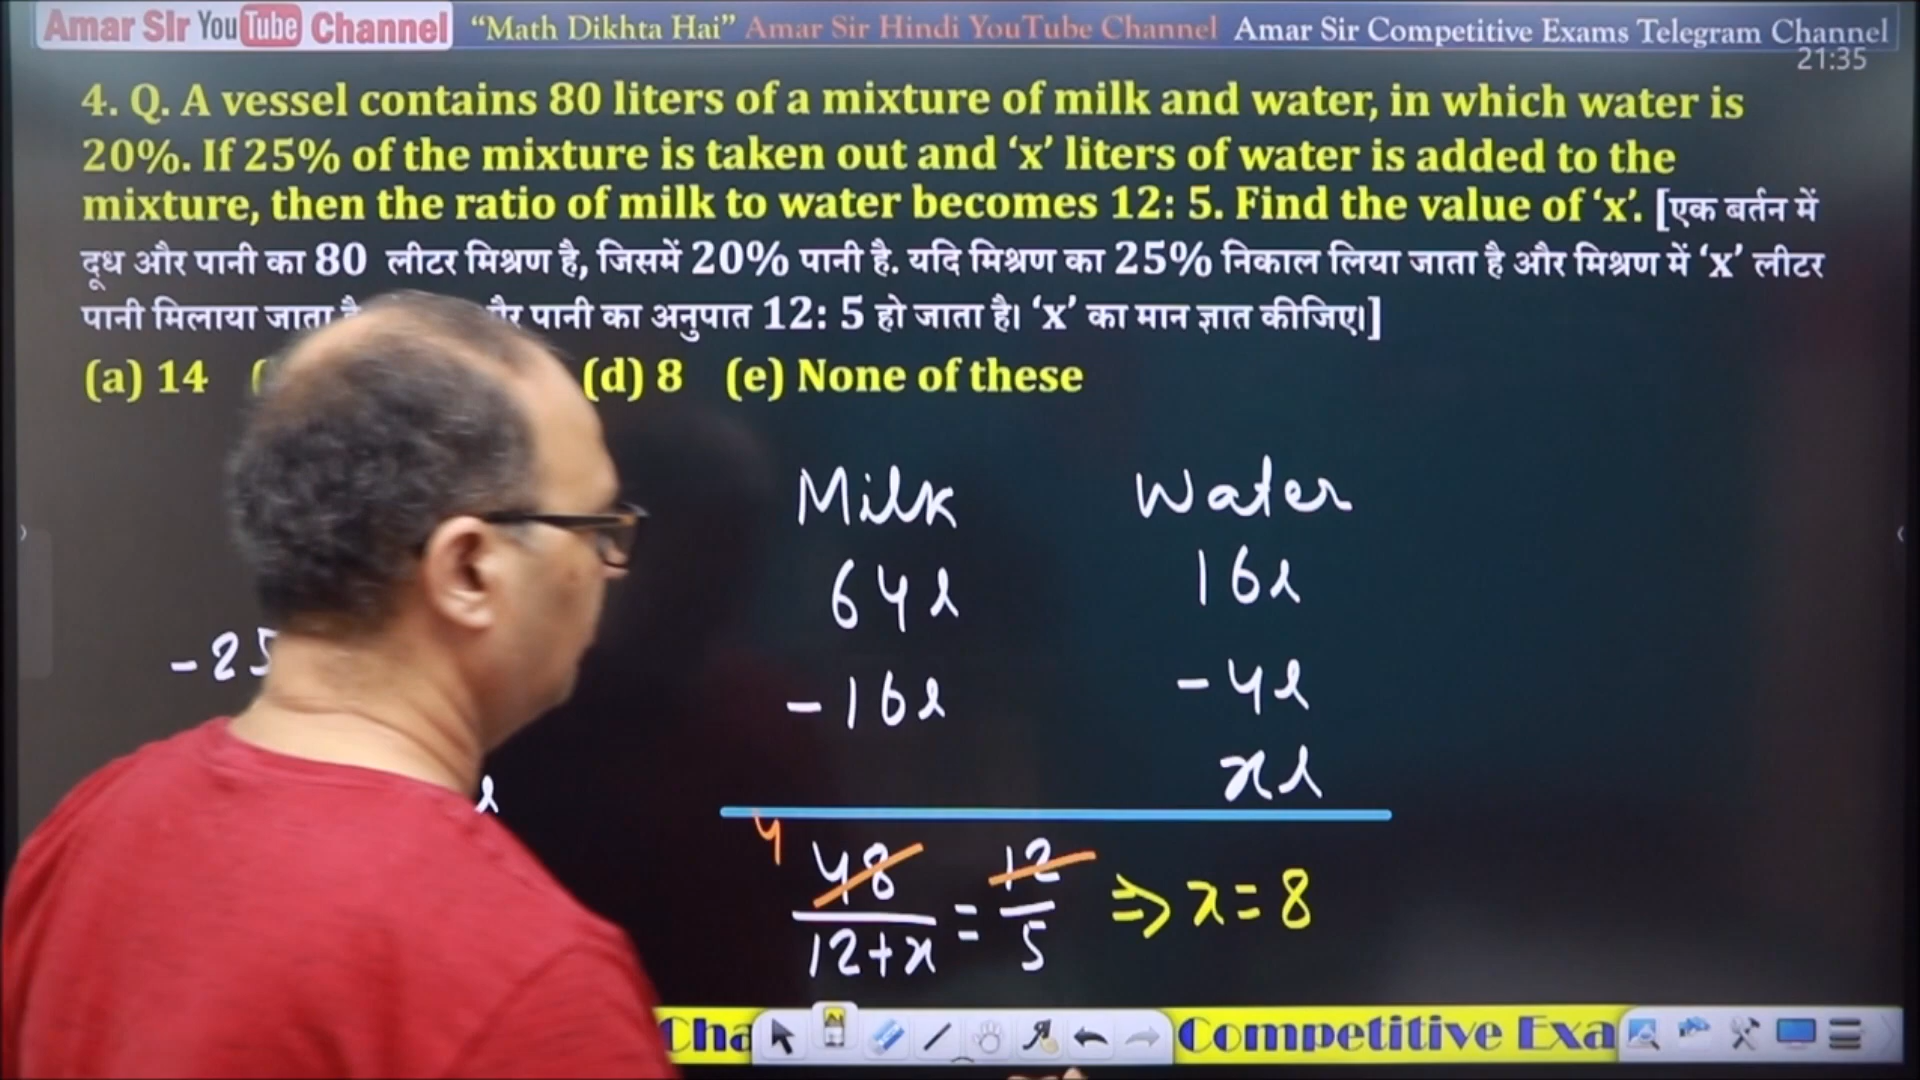 Amar Sir YouTube Channel "Math Dikhta Hai" Amar Sir Hindi YouTube Channel Amar Sir Competitive Exams Telegram Channel
21:35
4. Q. A vessel contains 80 liters of a mixture of milk and water, in which water is
20%. If 25% of the mixture is taken out and ‘x’ liters of water is added to the
mixture, then the ratio of milk to water becomes 12: 5. Find the value of ‘x’. [एक बर्तन में
दूध और पानी का 80 लीटर मिश्रण है, जिसमें 20% पानी है. यदि मिश्रण का 25% निकाल लिया जाता है और मिश्रण में ‘x’ लीटर
पानी मिलाया जाता पानी का अनुपात 12: 5 हो जाता है। ‘x’ का मान ज्ञात कीजिए।]
(a) 14 (d) 8 (e) None of these
Milk Water
64l 16l
-25 -16l -4l
xl
4 48/12+x = 12/5 ⇒ x = 8
Competitive Exa